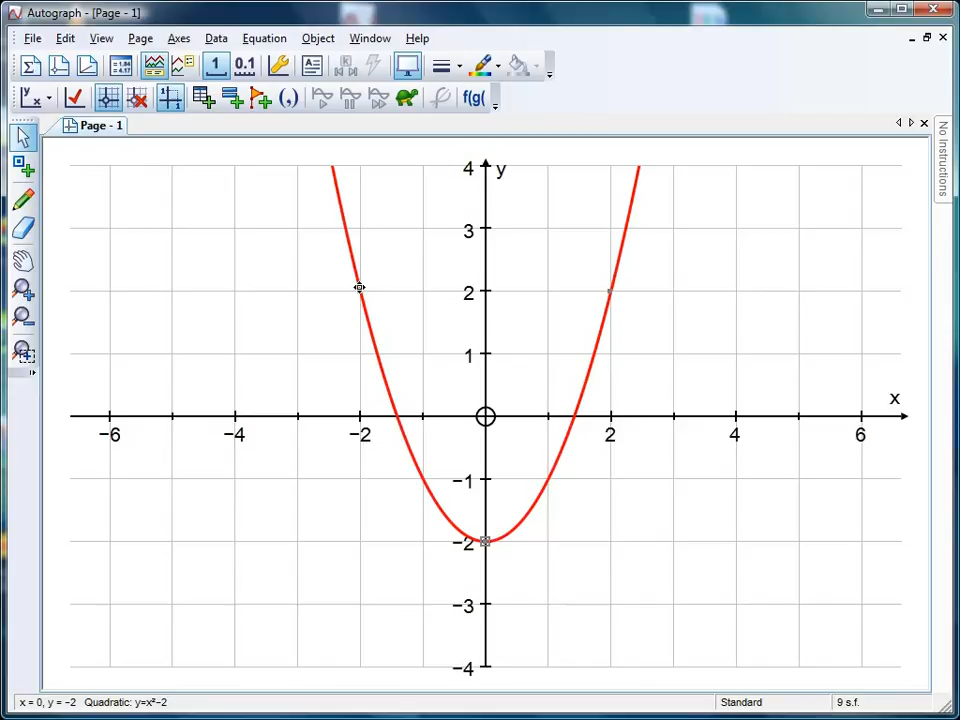 Autograph - [Page - 1]
File Edit View Page Axes Data Equation Object Window Help
1 0.1
y x f(g(
Page - 1
No Instructions
4 y
3
2
1
x
−6 −4 −2 2 4 6
−1
−2
−3
−4
x = 0, y = −2 Quadratic: y=x²−2 Standard 9 s.f.